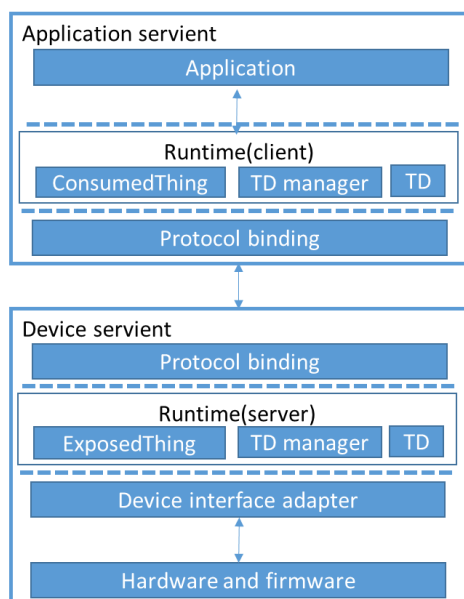 Application servient
Application
Runtime(client)
ConsumedThing TD manager TD
Protocol binding
Device servient
Protocol binding
Runtime(server)
ExposedThing TD manager TD
Device interface adapter
Hardware and firmware